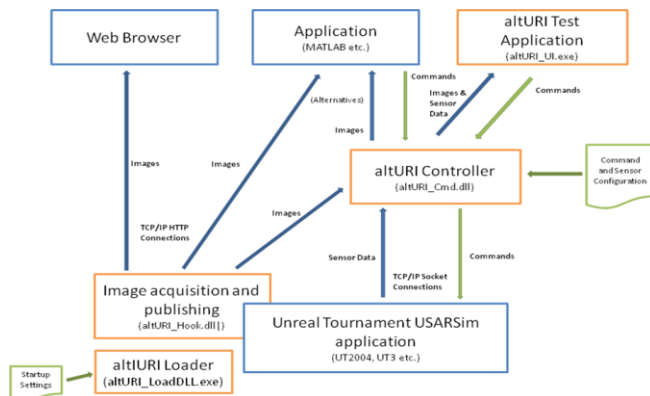 Web Browser
Application
(MATLAB etc.)
altURI Test
Application
(altURI_UI.exe)
Commands
(Alternatives)
Images &
Sensor
Data
Commands
Images
Images
Images
altURI Controller
{altURI_Cmd.dll}
Command
and Sensor
Configuration
Images
TCP/IP HTTP
Connections
Sensor Data
TCP/IP Socket
Connections
Commands
Image acquisition and
publishing
(altURI_Hook.dll|)
Unreal Tournament USARSim
application
(UT2004, UT3 etc.)
altIURI Loader
(altURI_LoadDLL.exe)
Startup
Settings